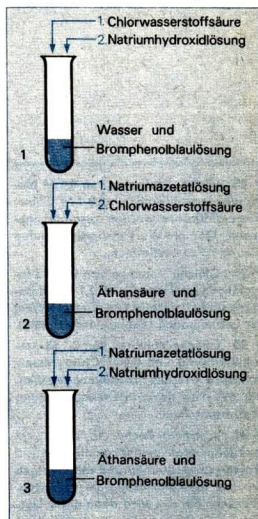 1. Chlorwasserstoffsäure
2. Natriumhydroxidlösung
Wasser und
1 Bromphenolblaulösung
1. Natriumazetatlösung
2. Chlorwasserstoffsäure
Äthansäure und
2 Bromphenolblaulösung
1. Natriumazetatlösung
2. Natriumhydroxidlösung
Äthansäure und
3 Bromphenolblaulösung